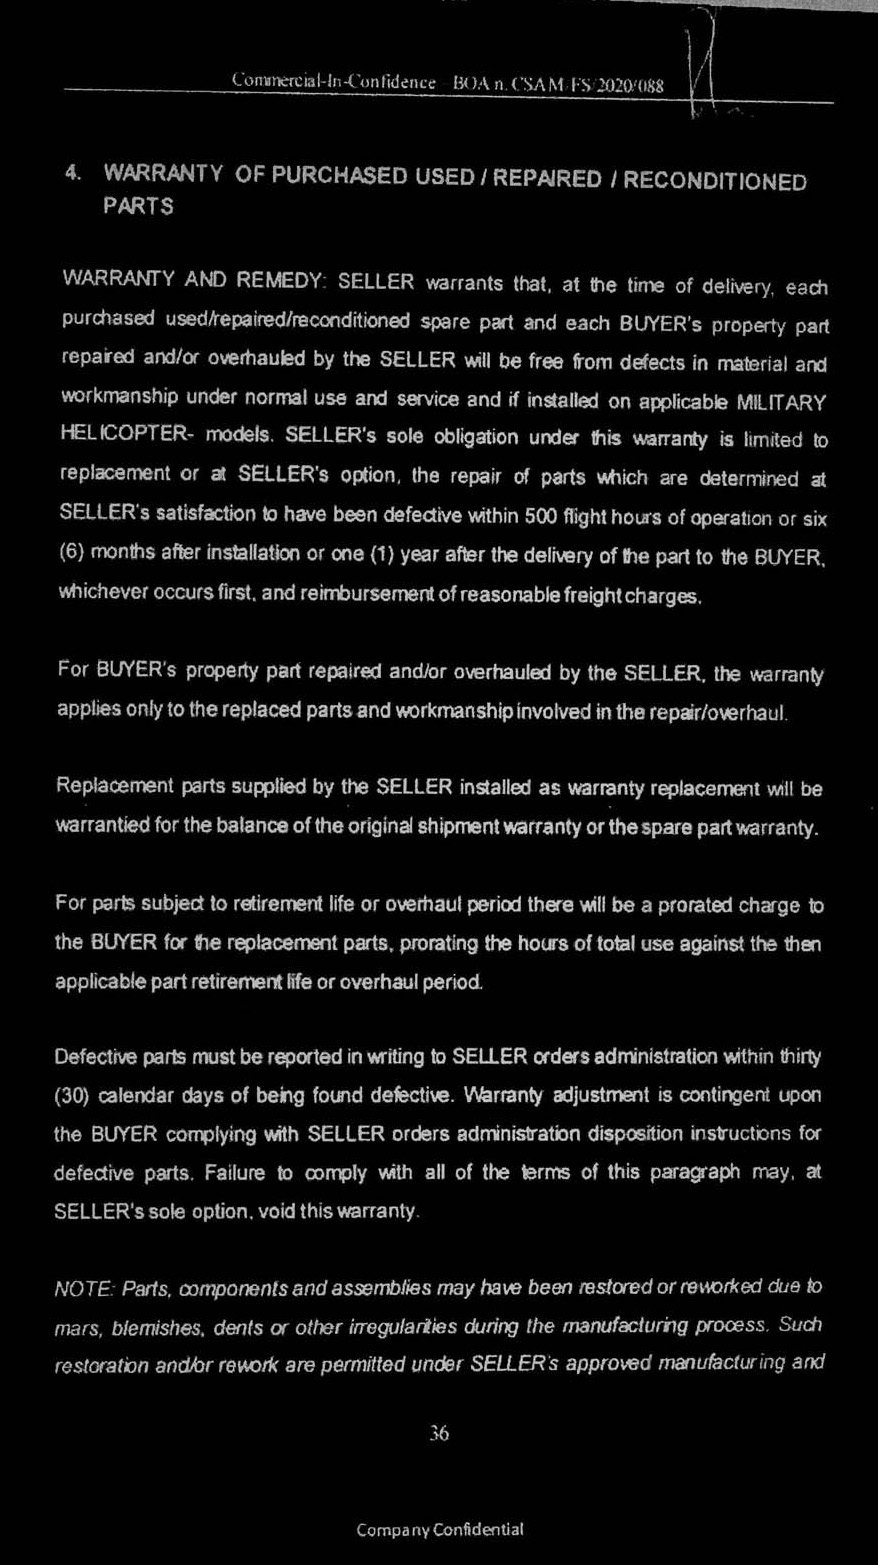 Commercial-In-Confidence BOA n. CSAM/FS/2020/088
4. WARRANTY OF PURCHASED USED / REPAIRED / RECONDITIONED
PARTS
WARRANTY AND REMEDY: SELLER warrants that, at the time of delivery, each
purchased used/repaired/reconditioned spare part and each BUYER's property part
repaired and/or overhauled by the SELLER will be free from defects in material and
workmanship under normal use and service and if installed on applicable MILITARY
HELICOPTER- models. SELLER's sole obligation under this warranty is limited to
replacement or at SELLER's option, the repair of parts which are determined at
SELLER's satisfaction to have been defective within 500 flight hours of operation or six
(6) months after installation or one (1) year after the delivery of the part to the BUYER,
whichever occurs first, and reimbursement of reasonable freight charges.
For BUYER's property part repaired and/or overhauled by the SELLER, the warranty
applies only to the replaced parts and workmanship involved in the repair/overhaul.
Replacement parts supplied by the SELLER installed as warranty replacement will be
warrantied for the balance of the original shipment warranty or the spare part warranty.
For parts subject to retirement life or overhaul period there will be a prorated charge to
the BUYER for the replacement parts, prorating the hours of total use against the then
applicable part retirement life or overhaul period.
Defective parts must be reported in writing to SELLER orders administration within thirty
(30) calendar days of being found defective. Warranty adjustment is contingent upon
the BUYER complying with SELLER orders administration disposition instructions for
defective parts. Failure to comply with all of the terms of this paragraph may, at
SELLER's sole option, void this warranty.
NOTE: Parts, components and assemblies may have been restored or reworked due to
mars, blemishes, dents or other irregularities during the manufacturing process. Such
restoration and/or rework are permitted under SELLER's approved manufacturing and
36
Company Confidential